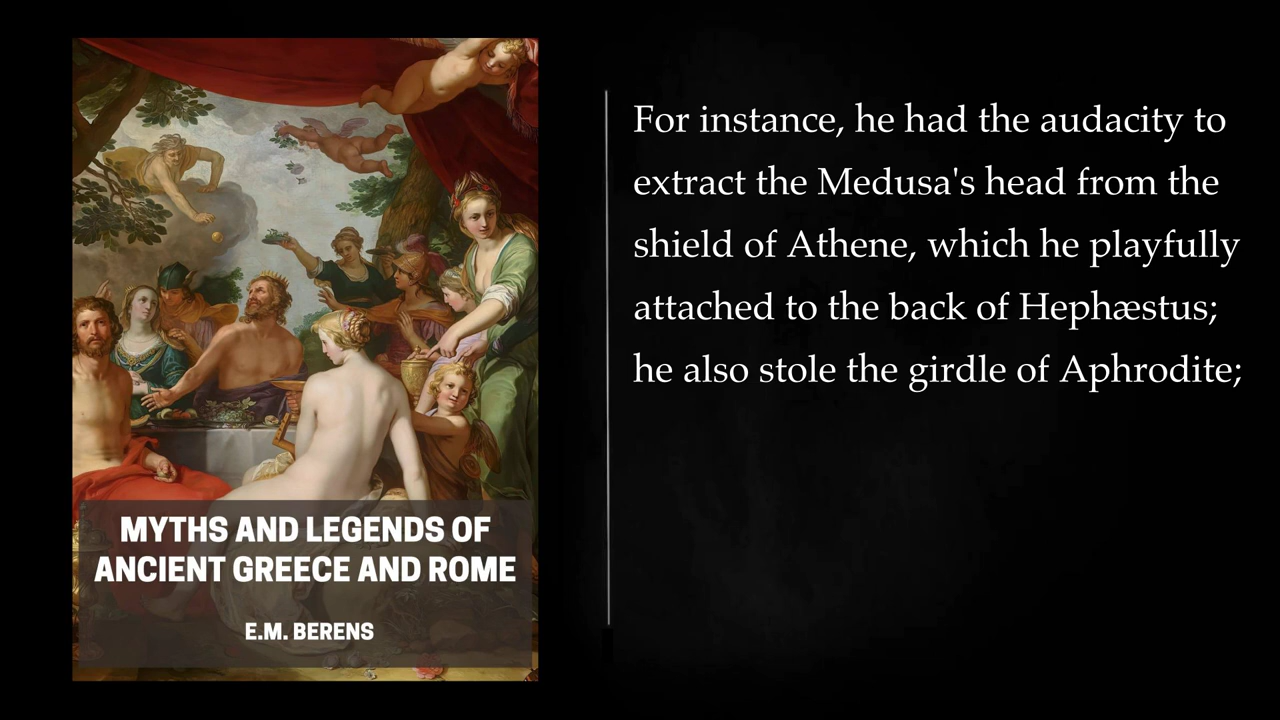 MYTHS AND LEGENDS OF
ANCIENT GREECE AND ROME
E.M. BERENS
For instance, he had the audacity to
extract the Medusa's head from the
shield of Athene, which he playfully
attached to the back of Hephæstus;
he also stole the girdle of Aphrodite;